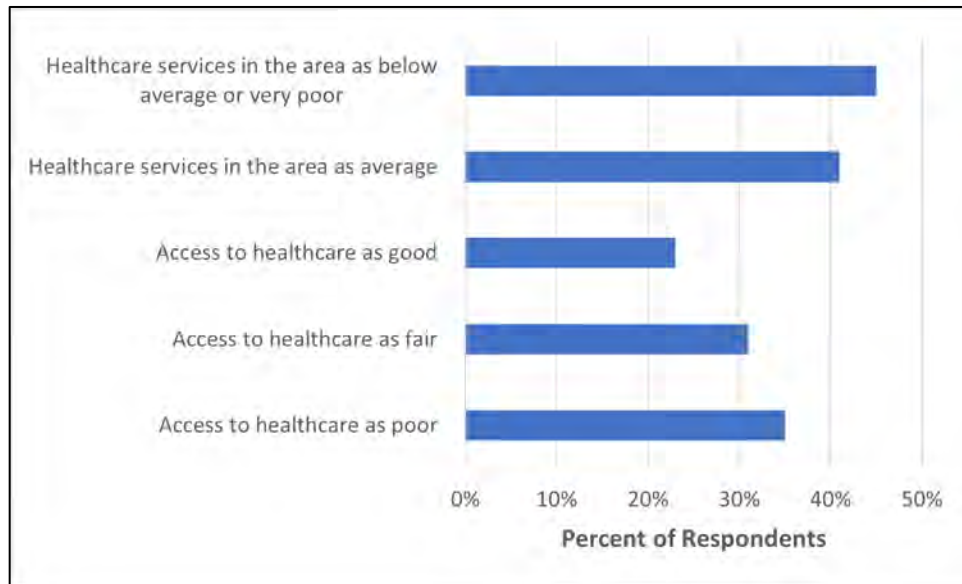 Healthcare services in the area as below
average or very poor
Healthcare services in the area as average
Access to healthcare as good
Access to healthcare as fair
Access to healthcare as poor
0% 10% 20% 30% 40% 50%
Percent of Respondents